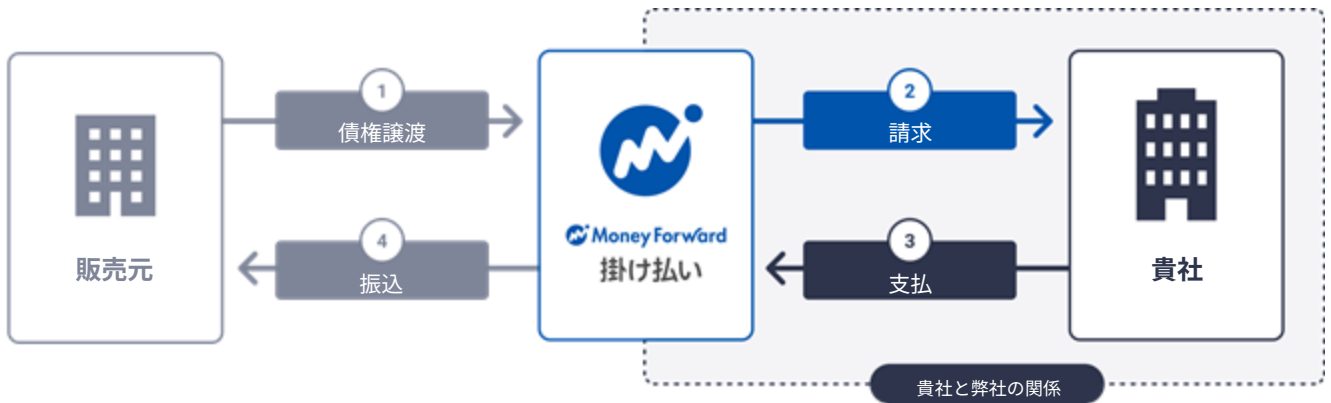 1
債権譲渡
2
請求
Money Forward
掛け払い
販売元
4
振込
3
支払
貴社
貴社と弊社の関係